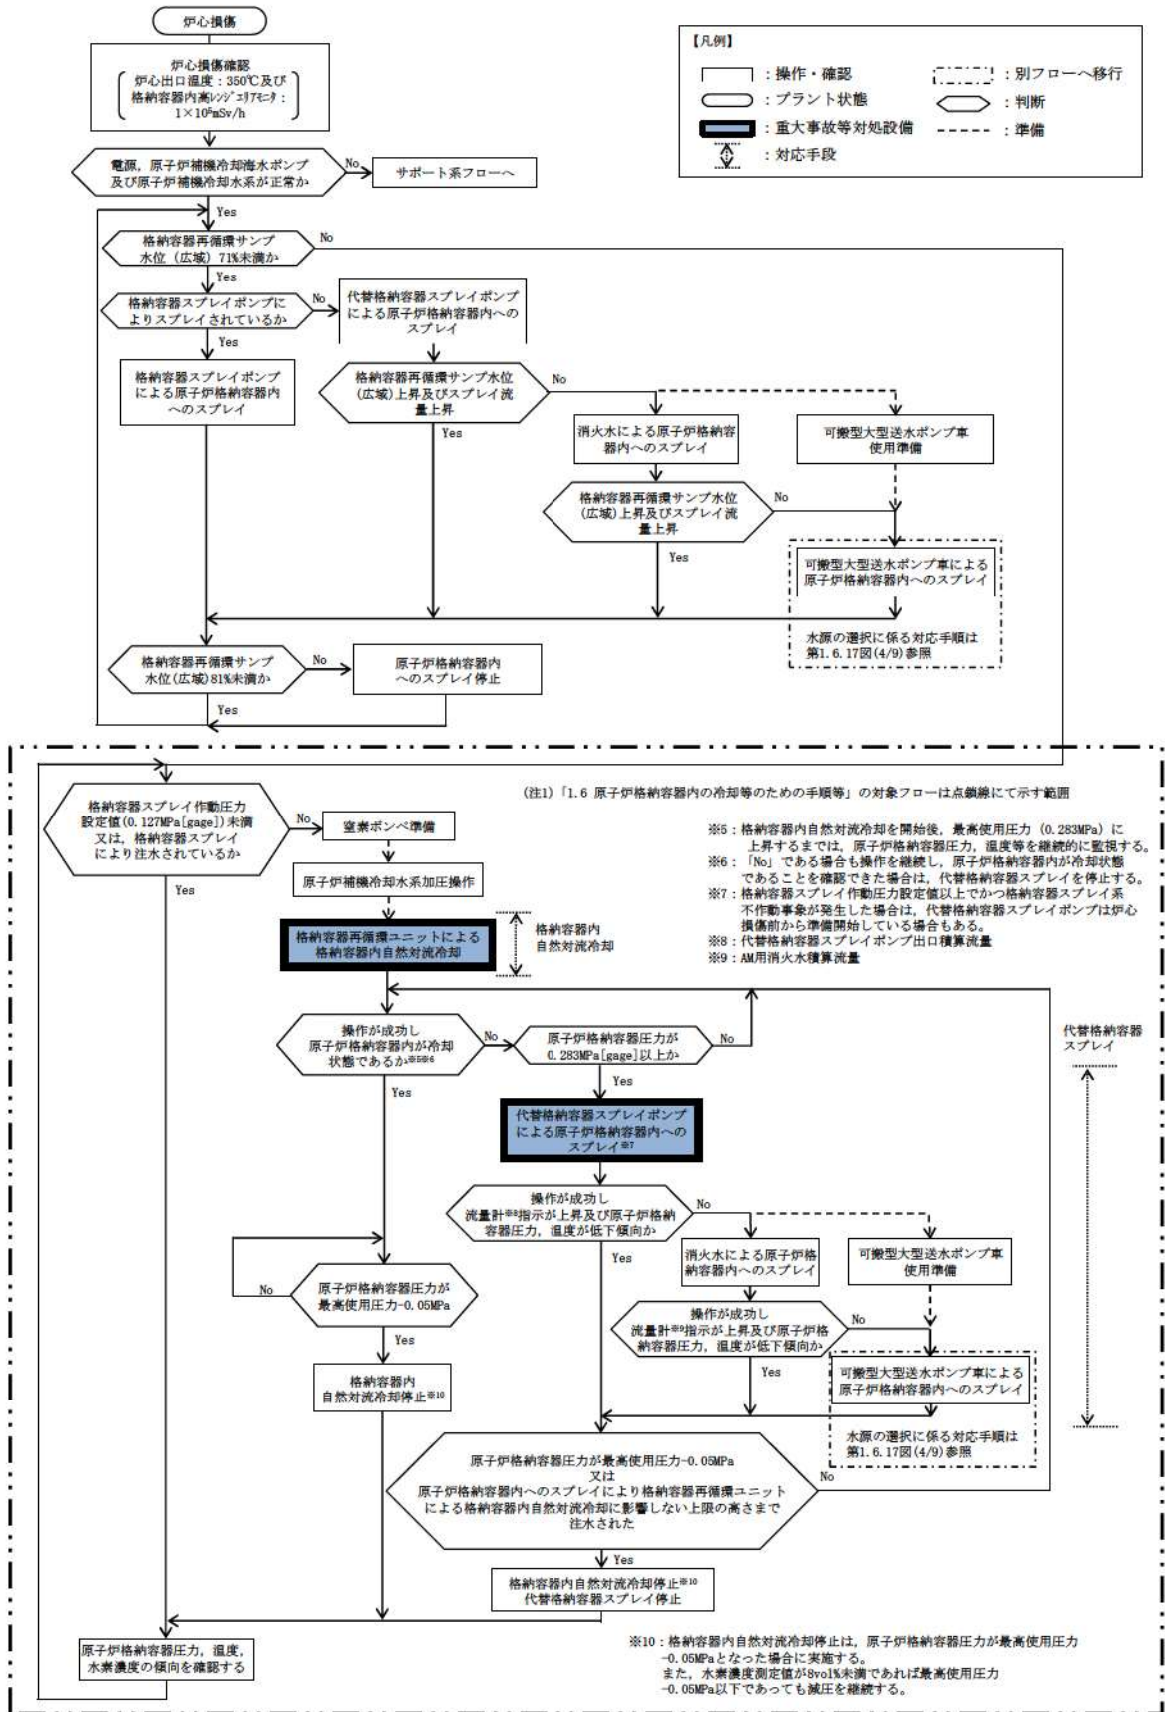 炉心損傷
炉心損傷確認
炉心出口温度：350℃及び
格納容器内高レンジエリアモニタ：
1×10⁵mSv/h
【凡例】
：操作・確認
：プラント状態
：重大事故等対処設備
：対応手段
：別フローへ移行
：判断
：準備
電源，原子炉補機冷却海水ポンプ
及び原子炉補機冷却水系が正常か
No
サポート系フローへ
Yes
格納容器再循環サンプ
水位（広域）71%未満か
No
Yes
格納容器スプレイポンプに
よりスプレイされているか
No
代替格納容器スプレイポンプ
による原子炉格納容器内への
スプレイ
Yes
格納容器スプレイポンプ
による原子炉格納容器内
へのスプレイ
格納容器再循環サンプ水位
(広域)上昇及びスプレイ流
量上昇
No
Yes
消火水による原子炉格納容
器内へのスプレイ
可搬型大型送水ポンプ車
使用準備
格納容器再循環サンプ水位
(広域)上昇及びスプレイ流
量上昇
No
Yes
可搬型大型送水ポンプ車による
原子炉格納容器内へのスプレイ
水源の選択に係る対応手順は
第1.6.17図(4/9)参照
格納容器再循環サンプ
水位(広域)81%未満か
No
原子炉格納容器内
へのスプレイ停止
Yes
(注1)「1.6 原子炉格納容器内の冷却等のための手順等」の対象フローは点鎖線にて示す範囲
格納容器スプレイ作動圧力
設定値(0.127MPa[gage])未満
又は，格納容器スプレイ
により注水されているか
No
窒素ボンベ準備
Yes
原子炉補機冷却水系加圧操作
格納容器再循環ユニットによる
格納容器内自然対流冷却
格納容器内
自然対流冷却
※5：格納容器内自然対流冷却を開始後，最高使用圧力（0.283MPa）に
上昇するまでは，原子炉格納容器圧力，温度等を継続的に監視する。
※6：「No」である場合も操作を継続し，原子炉格納容器内が冷却状態
であることを確認できた場合は，代替格納容器スプレイを停止する。
※7：格納容器スプレイ作動圧力設定値以上でかつ格納容器スプレイ系
不作動事象が発生した場合は，代替格納容器スプレイポンプは炉心
損傷前から準備開始している場合もある。
※8：代替格納容器スプレイポンプ出口積算流量
※9：AM用消火水積算流量
操作が成功し
原子炉格納容器内が冷却
状態であるか※5※6
No
原子炉格納容器圧力が
0.283MPa[gage]以上か
No
代替格納容器
スプレイ
Yes
Yes
代替格納容器スプレイポンプ
による原子炉格納容器内への
スプレイ※7
操作が成功し
流量計※8指示が上昇及び原子炉格納
容器圧力，温度が低下傾向か
No
Yes
消火水による原子炉格
納容器内へのスプレイ
可搬型大型送水ポンプ車
使用準備
No
原子炉格納容器圧力が
最高使用圧力-0.05MPa
Yes
操作が成功し
流量計※9指示が上昇及び原子炉格
納容器圧力，温度が低下傾向か
No
Yes
可搬型大型送水ポンプ車による
原子炉格納容器内へのスプレイ
水源の選択に係る対応手順は
第1.6.17図(4/9)参照
格納容器内
自然対流冷却停止※10
原子炉格納容器圧力が最高使用圧力-0.05MPa
又は
原子炉格納容器内へのスプレイにより格納容器再循環ユニット
による格納容器内自然対流冷却に影響しない上限の高さまで
注水された
No
Yes
格納容器内自然対流冷却停止※10
代替格納容器スプレイ停止
原子炉格納容器圧力，温度，
水素濃度の傾向を確認する
※10：格納容器内自然対流冷却停止は，原子炉格納容器圧力が最高使用圧力
-0.05MPaとなった場合に実施する。
また，水素濃度測定値が8vol%未満であれば最高使用圧力
-0.05MPa以下であっても減圧を継続する。